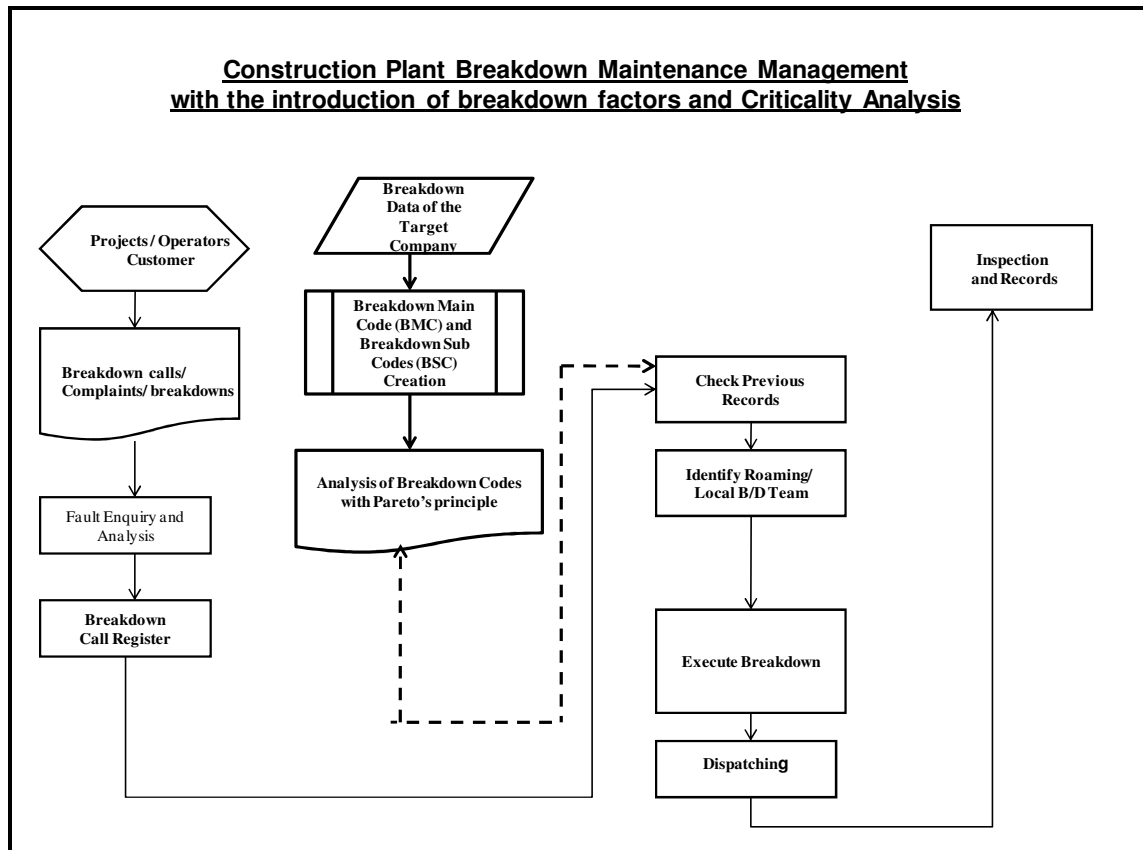 Construction Plant Breakdown Maintenance Management
with the introduction of breakdown factors and Criticality Analysis
Projects / Operators
Customer
Breakdown calls/
Complaints/ breakdowns
Fault Enquiry and
Analysis
Breakdown
Call Register
Breakdown
Data of the
Target
Company
Breakdown Main
Code (BMC) and
Breakdown Sub
Codes (BSC)
Creation
Analysis of Breakdown Codes
with Pareto's principle
Check Previous
Records
Identify Roaming/
Local B/D Team
Execute Breakdown
Dispatching
Inspection
and Records